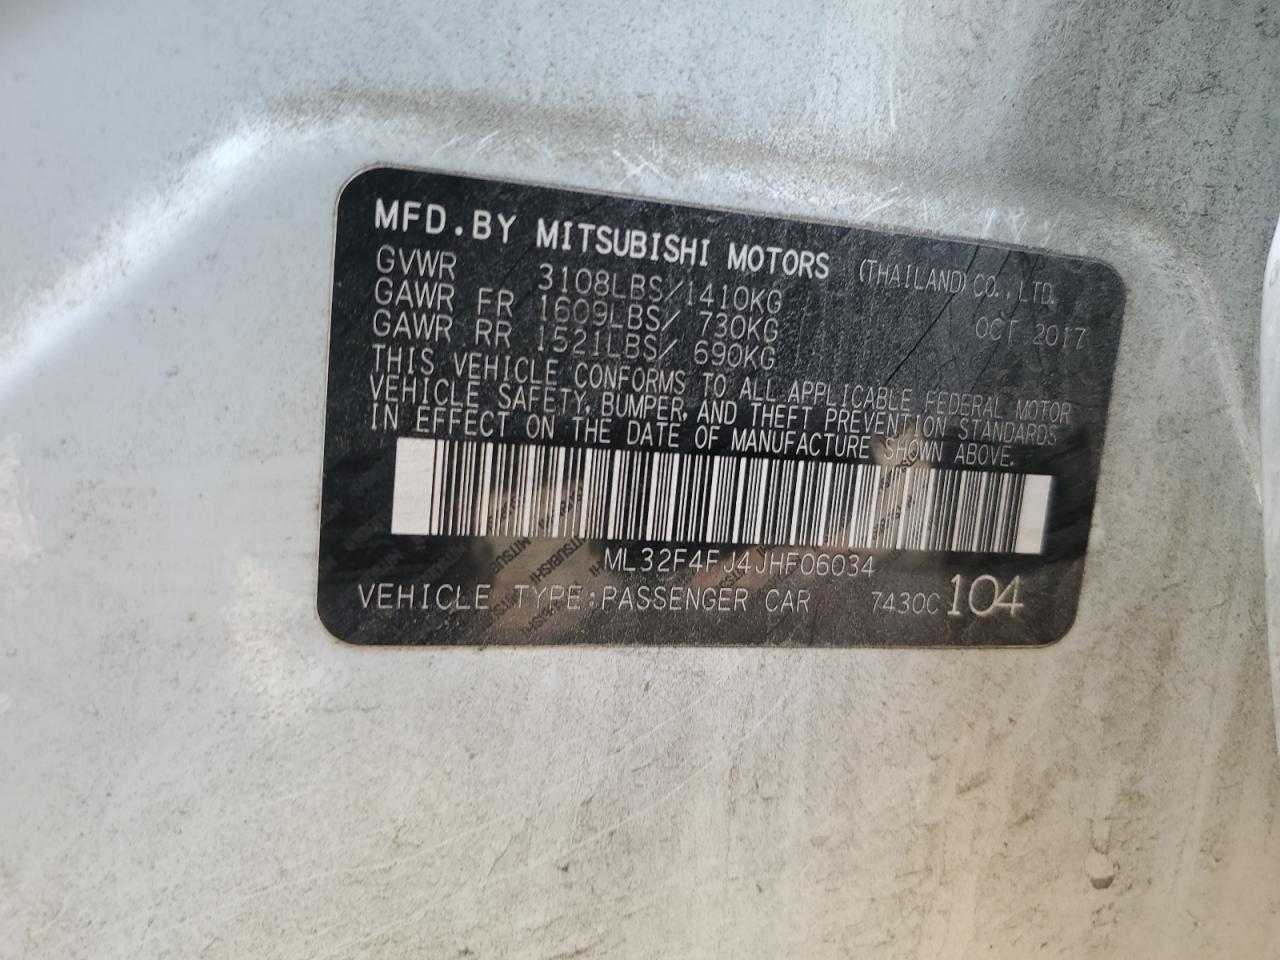 MFD.BY MITSUBISHI MOTORS (THAILAND)CO.,LTD.
GVWR 3108LBS/1410KG OCT 2017
GAWR FR 1609LBS/ 730KG
GAWR RR 1521LBS/ 690KG
THIS VEHICLE CONFORMS TO ALL APPLICABLE FEDERAL MOTOR
VEHICLE SAFETY, BUMPER, AND THEFT PREVENTION STANDARDS
IN EFFECT ON THE DATE OF MANUFACTURE SHOWN ABOVE.
ML32F4FJ4JHF06034
VEHICLE TYPE:PASSENGER CAR 7430C 104